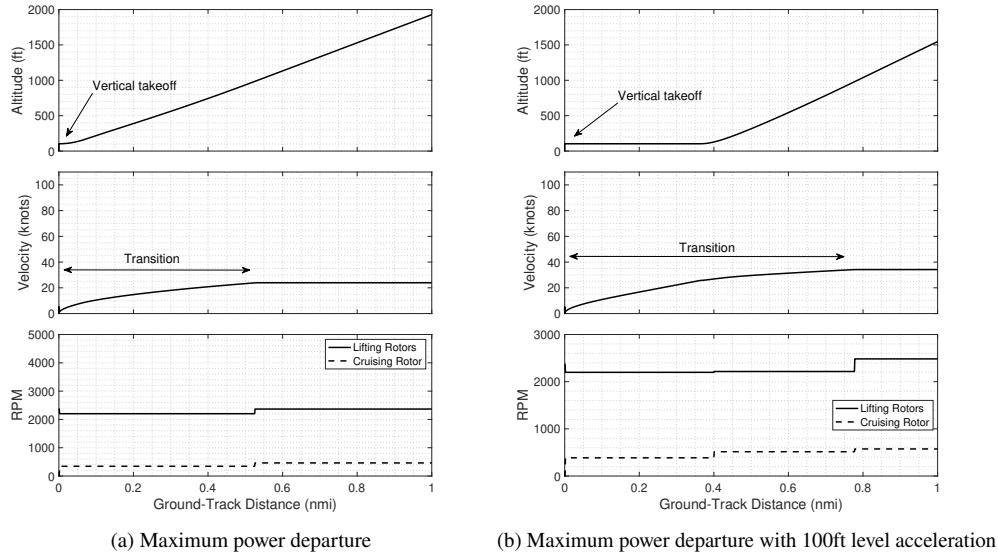 2000
1500
1000
500
0
Altitude (ft)
Vertical takeoff
100
80
60
40
20
0
Velocity (knots)
Transition
5000
4000
3000
2000
1000
0
RPM
Lifting Rotors
Cruising Rotor
0 0.2 0.4 0.6 0.8 1
Ground-Track Distance (nmi)
(a) Maximum power departure
2000
1500
1000
500
0
Altitude (ft)
Vertical takeoff
100
80
60
40
20
0
Velocity (knots)
Transition
3000
2000
1000
0
RPM
Lifting Rotors
Cruising Rotor
0 0.2 0.4 0.6 0.8 1
Ground-Track Distance (nmi)
(b) Maximum power departure with 100ft level acceleration